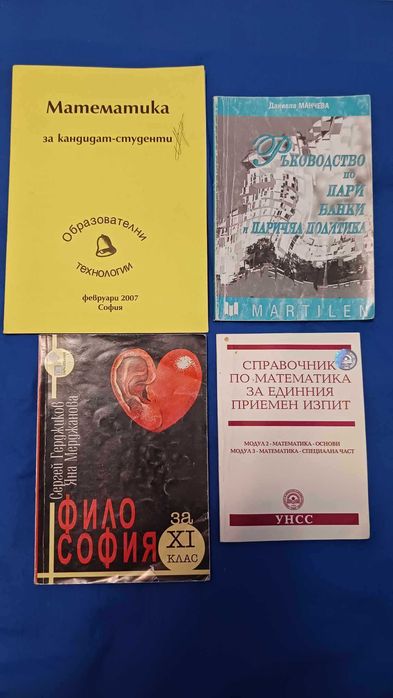 Математика
за кандидат-студенти
Образователни
технологии
февруари 2007
София
Даниела МАНЧЕВА
РЪКОВОДСТВО
по
ПАРИ
БАНКИ
и ПАРИЧНА ПОЛИТИКА
MARTILEN
Сергей Герджиков
Яна Мерджанова
ФИЛО
СОФИЯ
за
XI
КЛАС
СПРАВОЧНИК
ПО МАТЕМАТИКА
ЗА ЕДИННИЯ
ПРИЕМЕН ИЗПИТ
МОДУЛ 2 - МАТЕМАТИКА - ОСНОВИ
МОДУЛ 3 - МАТЕМАТИКА - СПЕЦИАЛНА ЧАСТ
УНСС